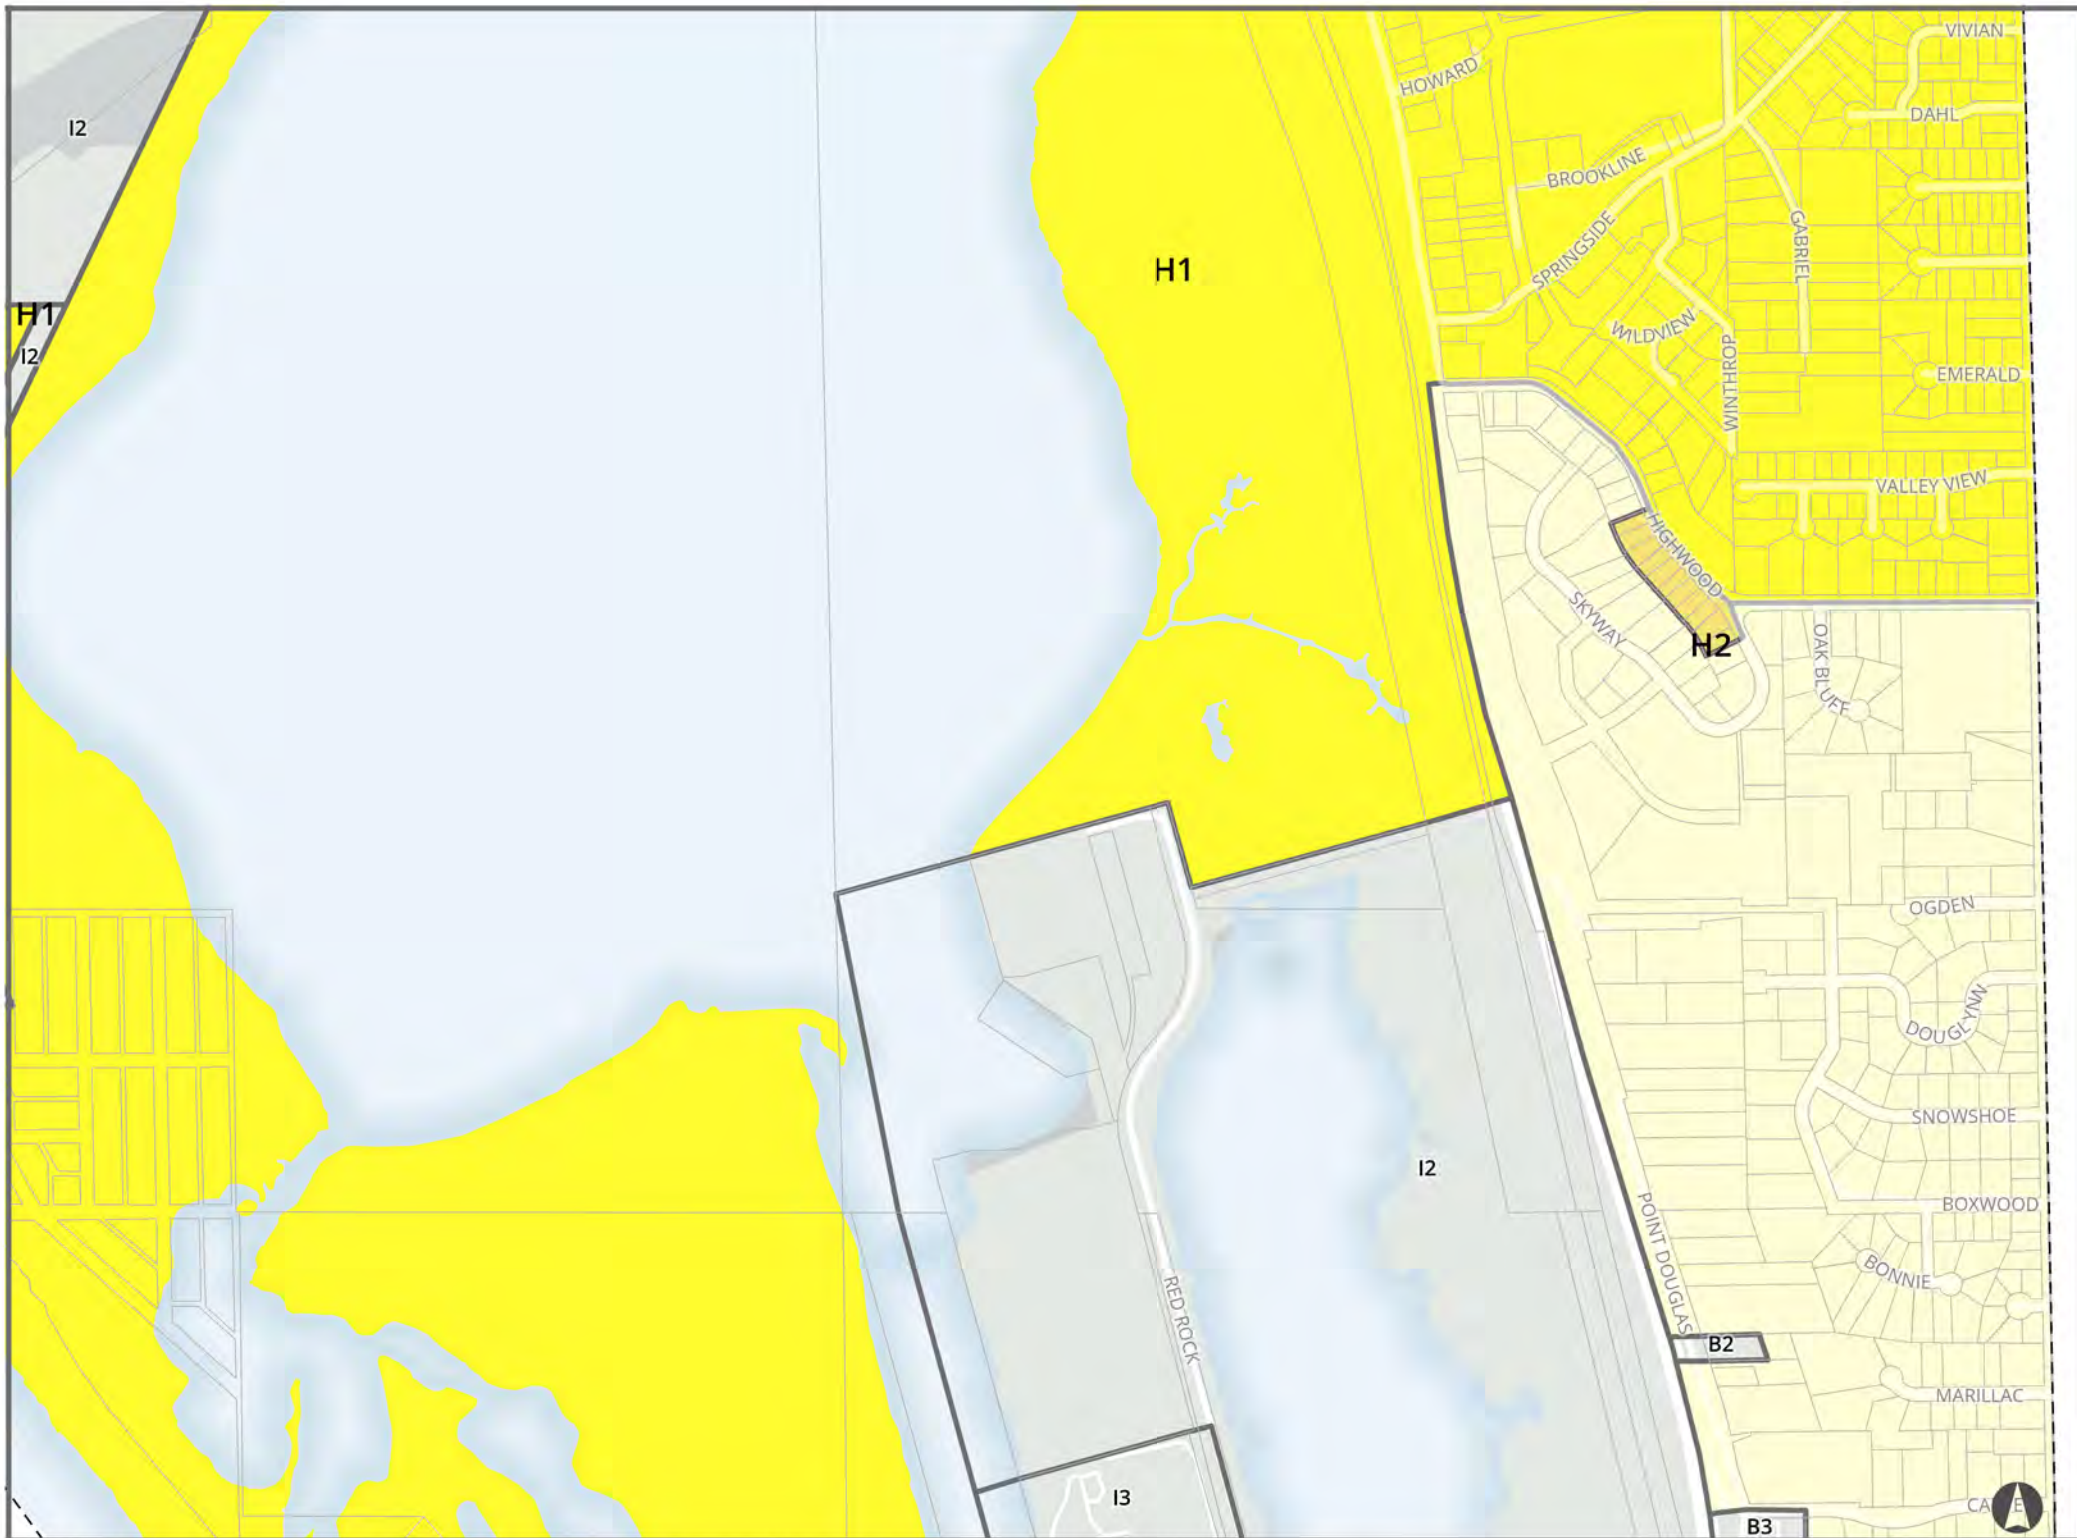 VIVIAN
HOWARD
DAHL
I2
BROOKLINE
SPRINGSIDE
GABRIEL
H1
H1
WILDVIEW
I2
WINTHROP
EMERALD
VALLEY VIEW
HIGHWOOD
SKYWAY
H2
OAK BLUFF
OGDEN
DOUGLYNN
SNOWSHOE
I2
BOXWOOD
POINT DOUGLAS
BONNIE
RED ROCK
B2
MARILLAC
I3
B3